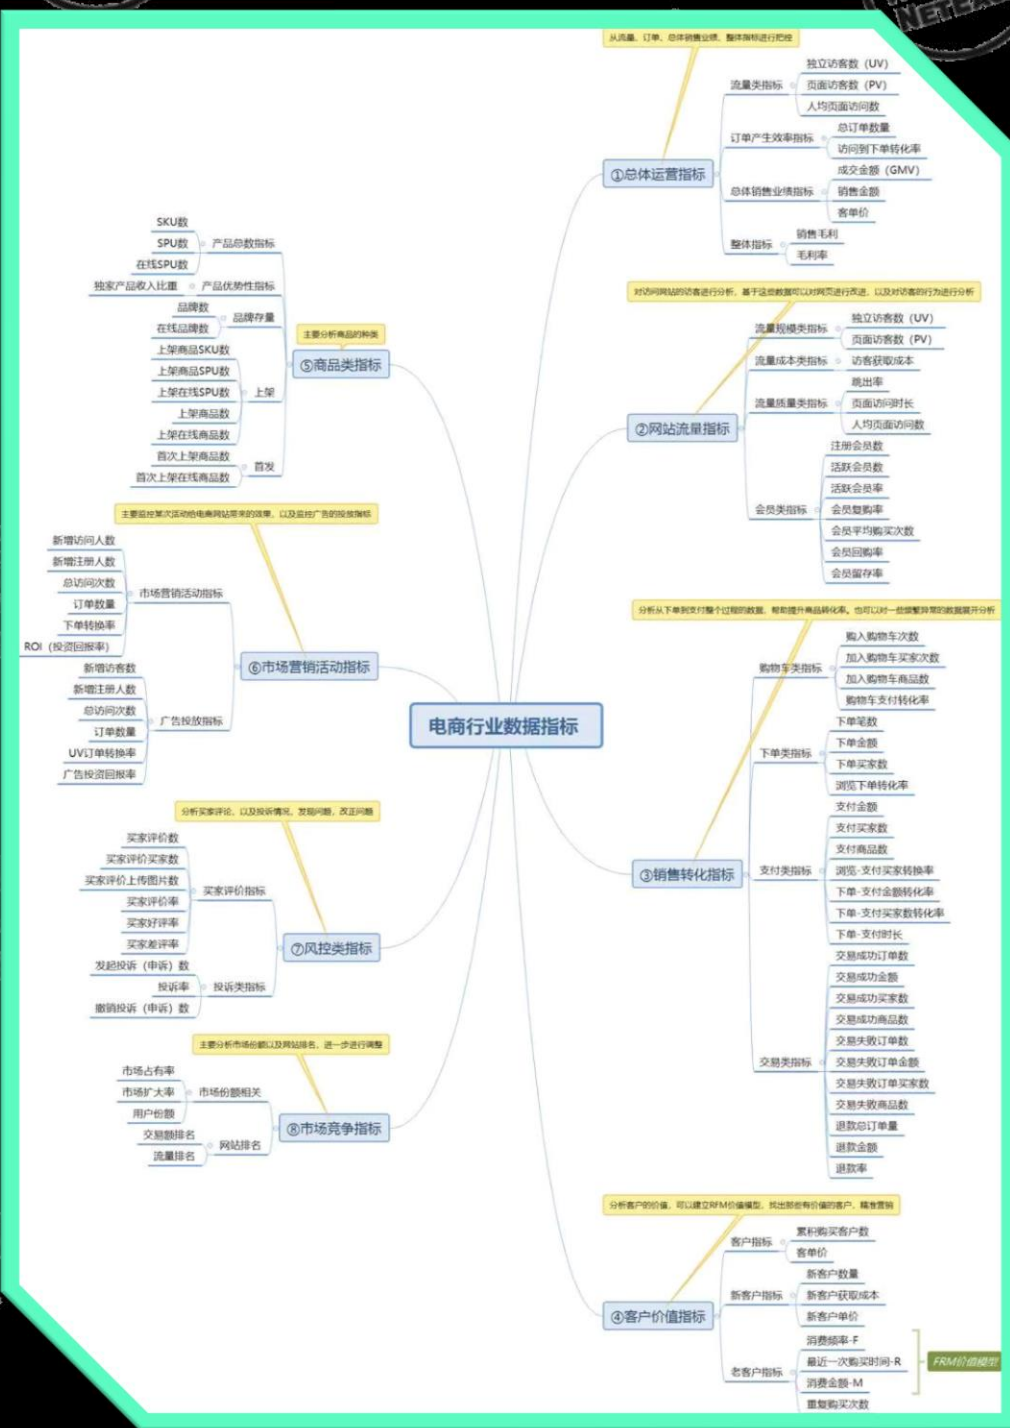 NETEA
从流量、订单、总体销售业绩、整体指标进行把控
①总体运营指标
流量类指标
独立访客数（UV）
页面访客数（PV）
人均页面访问数
订单产生效率指标
总订单数量
访问到下单转化率
总体销售业绩指标
成交金额（GMV）
销售金额
客单价
整体指标
销售毛利
毛利率
对访问网站的访客进行分析，基于这些数据可以对网页进行改进，以及对访客的行为进行分析
②网站流量指标
流量规模类指标
独立访客数（UV）
页面访客数（PV）
流量成本类指标
访客获取成本
流量质量类指标
跳出率
页面访问时长
人均页面访问数
会员类指标
注册会员数
活跃会员数
活跃会员率
会员复购率
会员平均购买次数
会员回购率
会员留存率
分析从下单到支付整个过程的数据，帮助提升商品转化率。也可以对一些频繁异常的数据展开分析
③销售转化指标
购物车类指标
购入购物车次数
加入购物车买家次数
加入购物车商品数
购物车支付转化率
下单类指标
下单笔数
下单金额
下单买家数
浏览下单转化率
支付类指标
支付金额
支付买家数
支付商品数
浏览-支付买家转换率
下单-支付金额转化率
下单-支付买家数转化率
下单-支付时长
交易类指标
交易成功订单数
交易成功金额
交易成功买家数
交易成功商品数
交易失败订单数
交易失败订单金额
交易失败订单买家数
交易失败商品数
退款总订单量
退款金额
退款率
分析客户的价值，可以建立RFM价值模型，找出那些有价值的客户，精准营销
④客户价值指标
客户指标
累积购买客户数
客单价
新客户指标
新客户数量
新客户获取成本
新客户单价
老客户指标
消费频率-F
最近一次购买时间-R
消费金额-M
重复购买次数
FRM价值模型
电商行业数据指标
主要分析商品的种类
⑤商品类指标
产品总数指标
SKU数
SPU数
在线SPU数
产品优势性指标
独家产品收入比重
品牌存量
品牌数
在线品牌数
上架
上架商品SKU数
上架商品SPU数
上架在线SPU数
上架商品数
上架在线商品数
首发
首次上架商品数
首次上架在线商品数
主要监控某次活动给电商网站带来的效果，以及监控广告的投放指标
⑥市场营销活动指标
市场营销活动指标
新增访问人数
新增注册人数
总访问次数
订单数量
下单转换率
ROI（投资回报率）
广告投放指标
新增访客数
新增注册人数
总访问次数
订单数量
UV订单转换率
广告投资回报率
分析买家评论，以及投诉情况，发现问题，改正问题
⑦风控类指标
买家评价指标
买家评价数
买家评价买家数
买家评价上传图片数
买家评价率
买家好评率
买家差评率
投诉类指标
发起投诉（申诉）数
投诉率
撤销投诉（申诉）数
主要分析市场份额以及网站排名，进一步进行调整
⑧市场竞争指标
市场份额相关
市场占有率
市场扩大率
用户份额
网站排名
交易额排名
流量排名